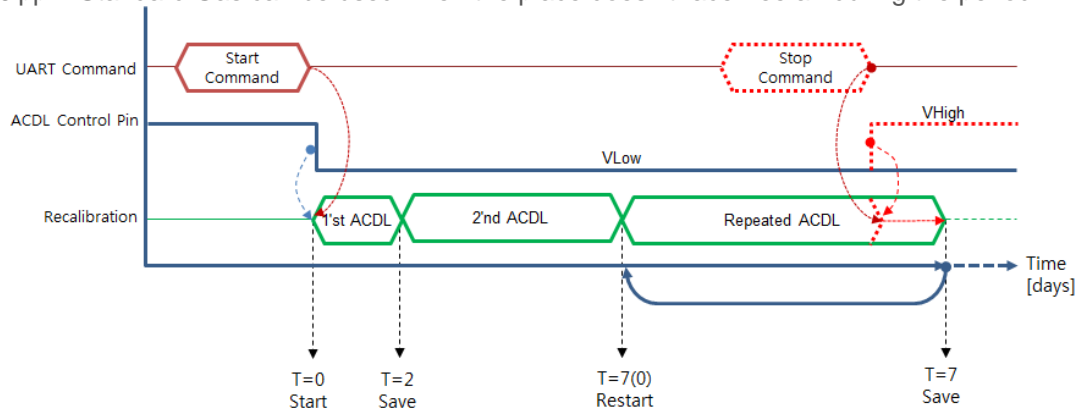 Start
Command
Stop
Command
UART Command
ACDL Control Pin
VHigh
VLow
Recalibration
1'st ACDL
2'nd ACDL
Repeated ACDL
Time
[days]
T=0
Start
T=2
Save
T=7(0)
Restart
T=7
Save